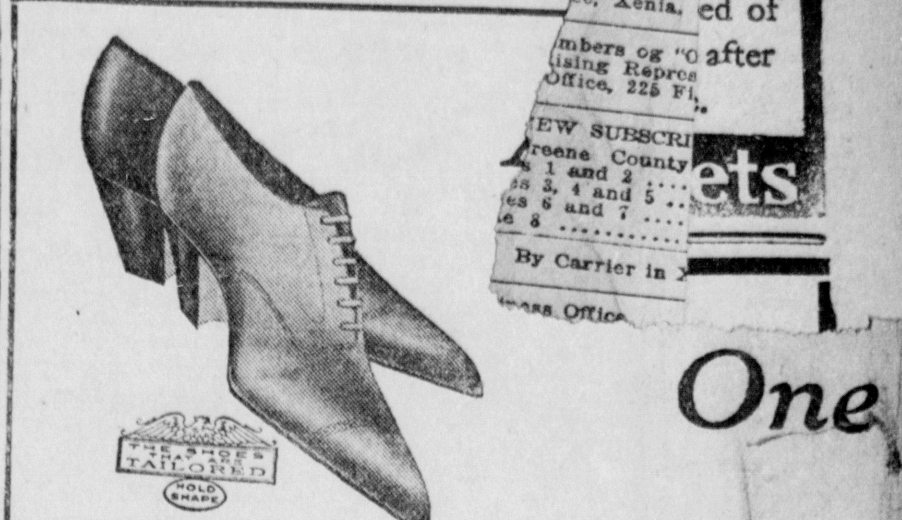 Xenia,
mbers og "O
ising Repres
Office, 225 Fi
EW SUBSCRI
reene County
s 1 and 2 ....
es 3, 4 and 5 ..
es 6 and 7 ....
e 8 ............
By Carrier in
ness Office
ed of
after
ets
One
THE SHOES
THAT ARE
TAILORED
HOLD
SHAPE